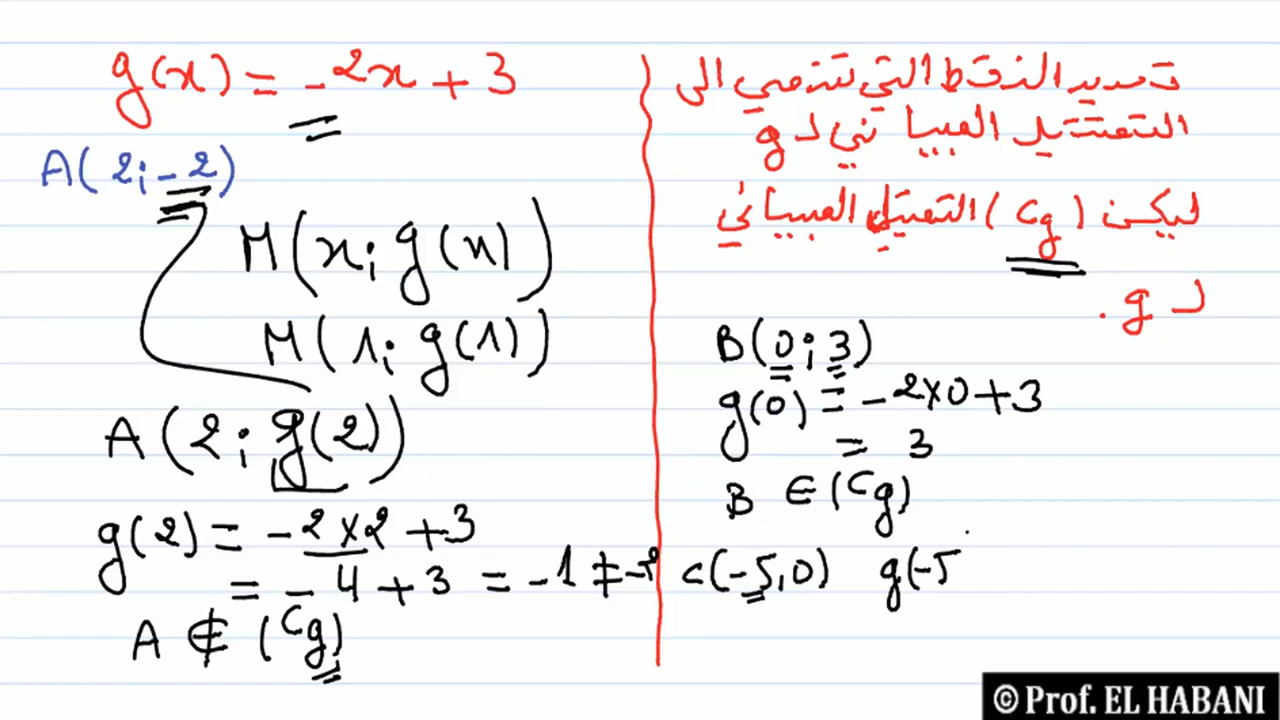 g(x) = -2x + 3
A(2; -2)
M(x; g(x))
M(1; g(1))
A(2; g(2))
g(2) = -2×2 + 3
= -4 + 3 = -1 ≠ -2
A ∉ (Cg)
تحديد النقط التي تنتمي الى
التمثيل المبياني لـ g
ليكن (Cg) التمثيل المبياني
لـ g .
B(0; 3)
g(0) = -2×0 + 3
= 3
B ∈ (Cg)
C(-5,0) g(-5
© Prof. EL HABANI